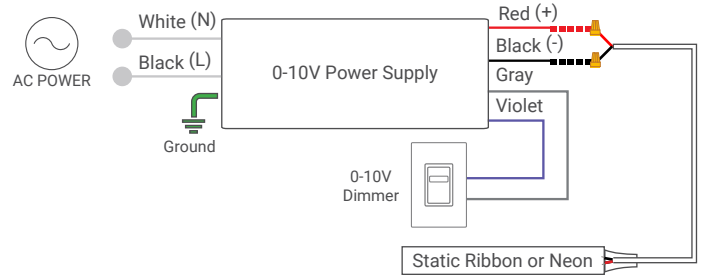 White (N)
Red (+)
Black (-)
Black (L)
AC POWER
0-10V Power Supply
Gray
Violet
Ground
0-10V
Dimmer
Static Ribbon or Neon